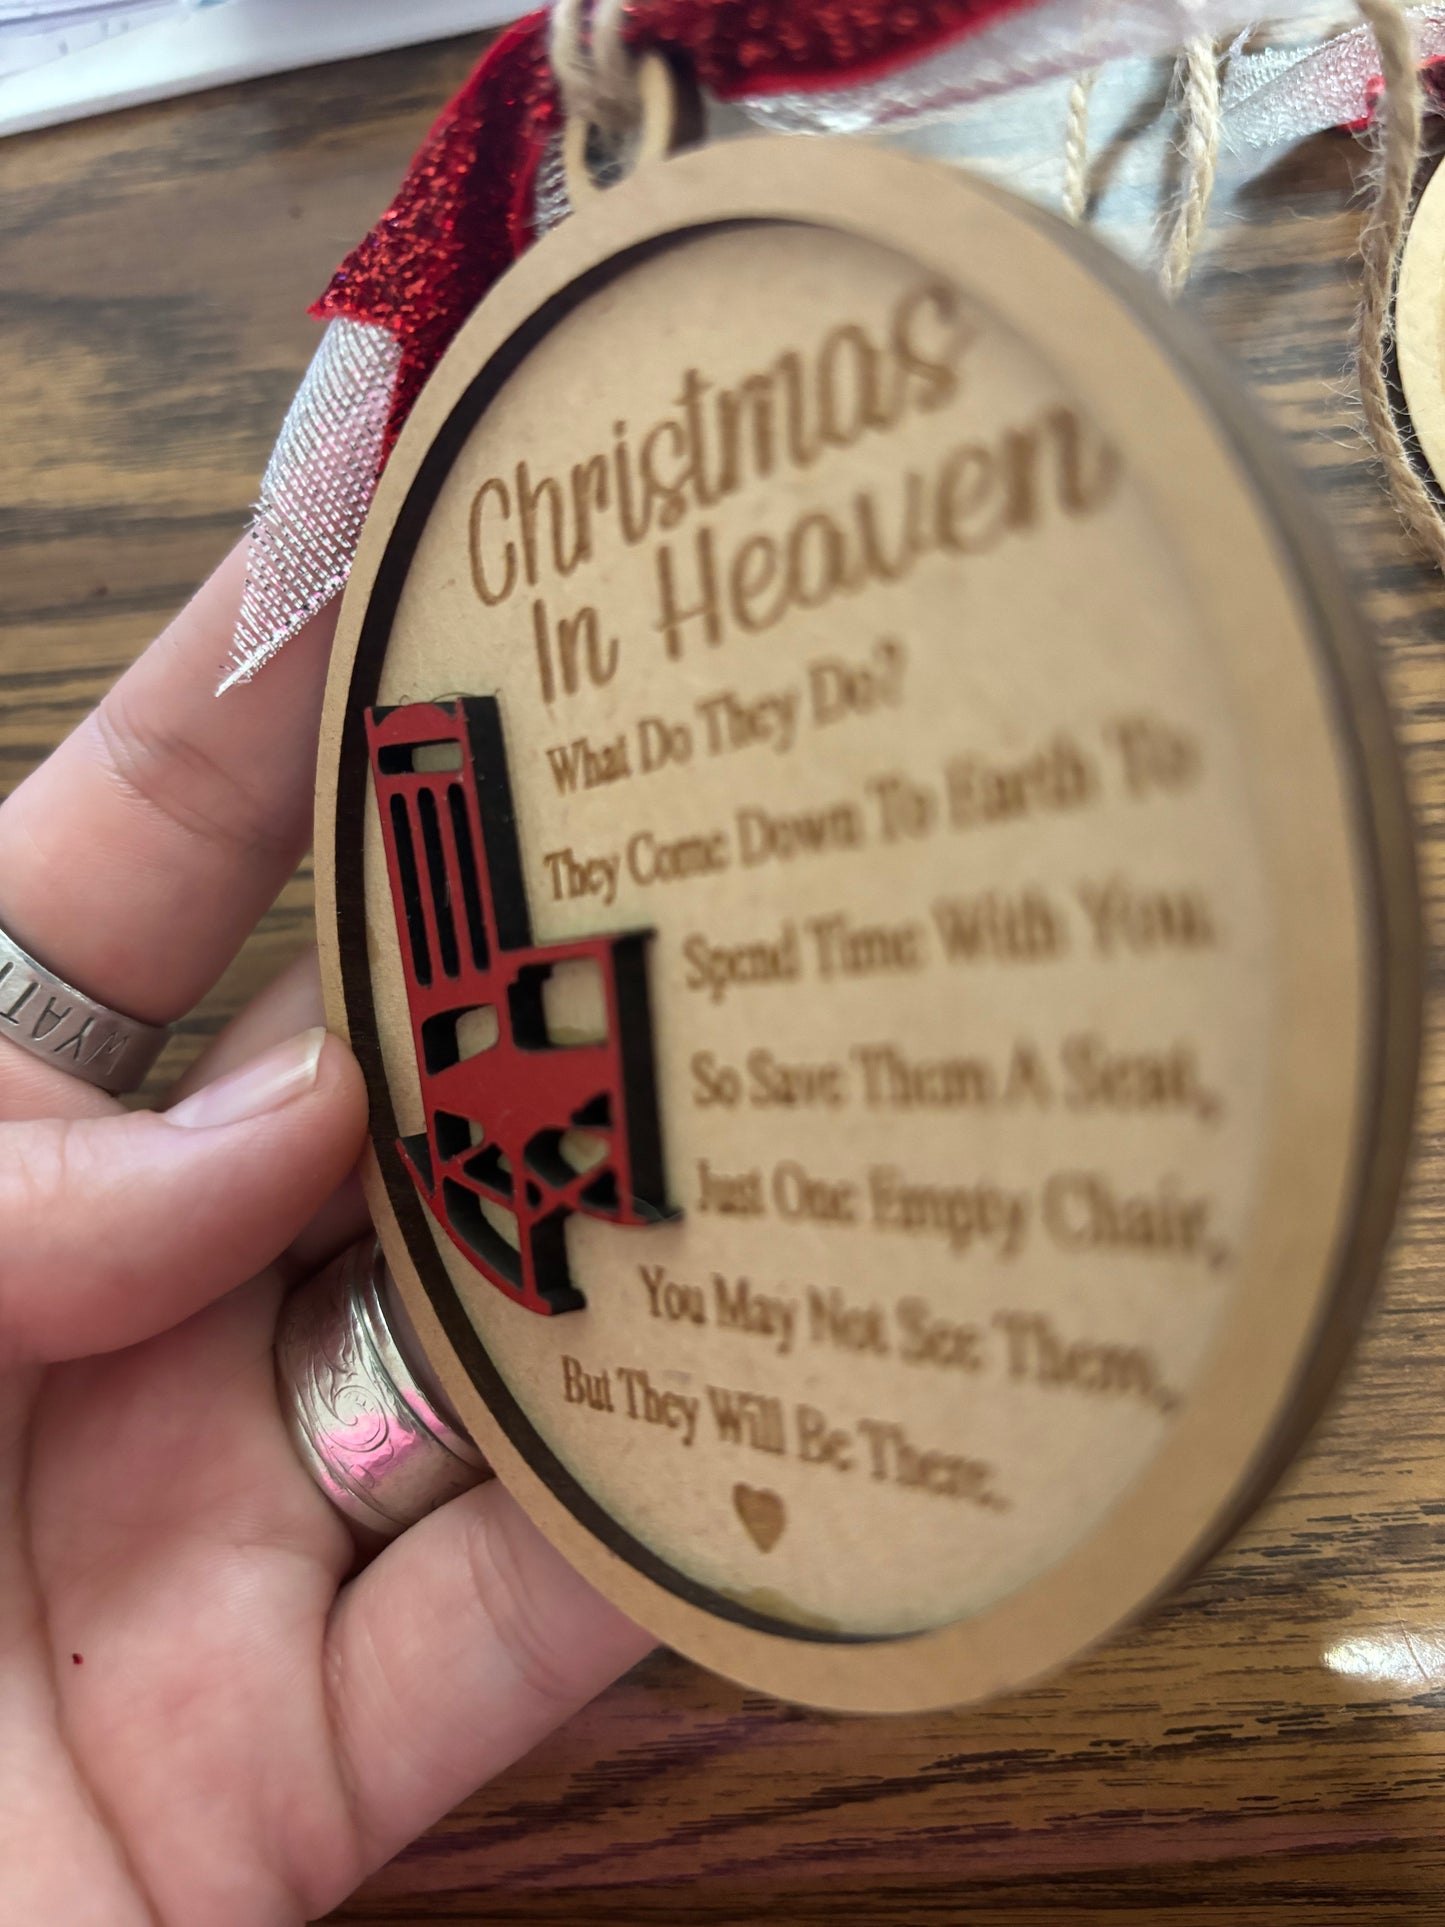 Christmas
In Heaven
What Do They Do?
They Come Down To Earth To
Spend Time With You.
So Save Them A Seat,
Just One Empty Chair,
You May Not See Them,
But They Will Be There.
WYAT